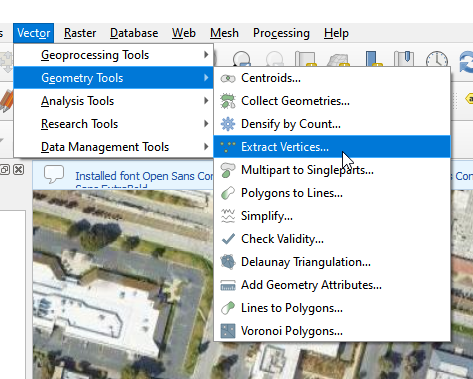 Vector Raster Database Web Mesh Processing Help
Geoprocessing Tools
Geometry Tools
Analysis Tools
Research Tools
Data Management Tools
Centroids...
Collect Geometries...
Densify by Count...
Extract Vertices...
Multipart to Singleparts...
Polygons to Lines...
Simplify...
Check Validity...
Delaunay Triangulation...
Add Geometry Attributes...
Lines to Polygons...
Voronoi Polygons...
Installed font Open Sans Con
Sans ExtraBold